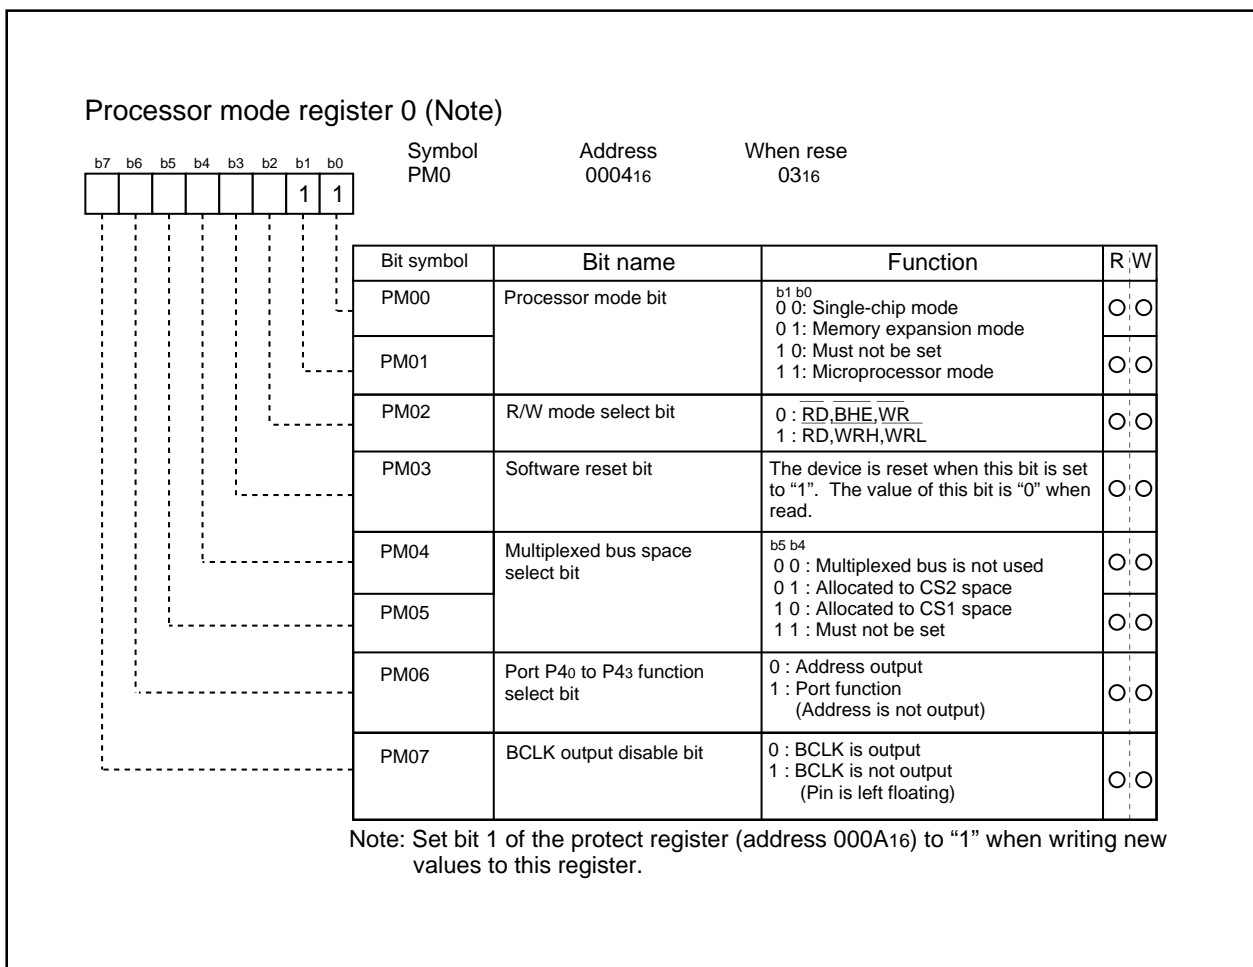 Processor mode register 0 (Note)
Symbol Address When rese
PM0 000416 0316
b7 b6 b5 b4 b3 b2 b1 b0
1 1
Bit symbol Bit name Function R W
PM00 Processor mode bit
b1 b0
0 0: Single-chip mode
0 1: Memory expansion mode
1 0: Must not be set
1 1: Microprocessor mode
PM01
PM02 R/W mode select bit
0 : RD,BHE,WR
1 : RD,WRH,WRL
PM03 Software reset bit
The device is reset when this bit is set
to “1”. The value of this bit is “0” when
read.
PM04 Multiplexed bus space
select bit
b5 b4
0 0 : Multiplexed bus is not used
0 1 : Allocated to CS2 space
1 0 : Allocated to CS1 space
1 1 : Must not be set
PM05
PM06 Port P40 to P43 function
select bit
0 : Address output
1 : Port function
(Address is not output)
PM07 BCLK output disable bit
0 : BCLK is output
1 : BCLK is not output
(Pin is left floating)
Note: Set bit 1 of the protect register (address 000A16) to “1” when writing new
values to this register.